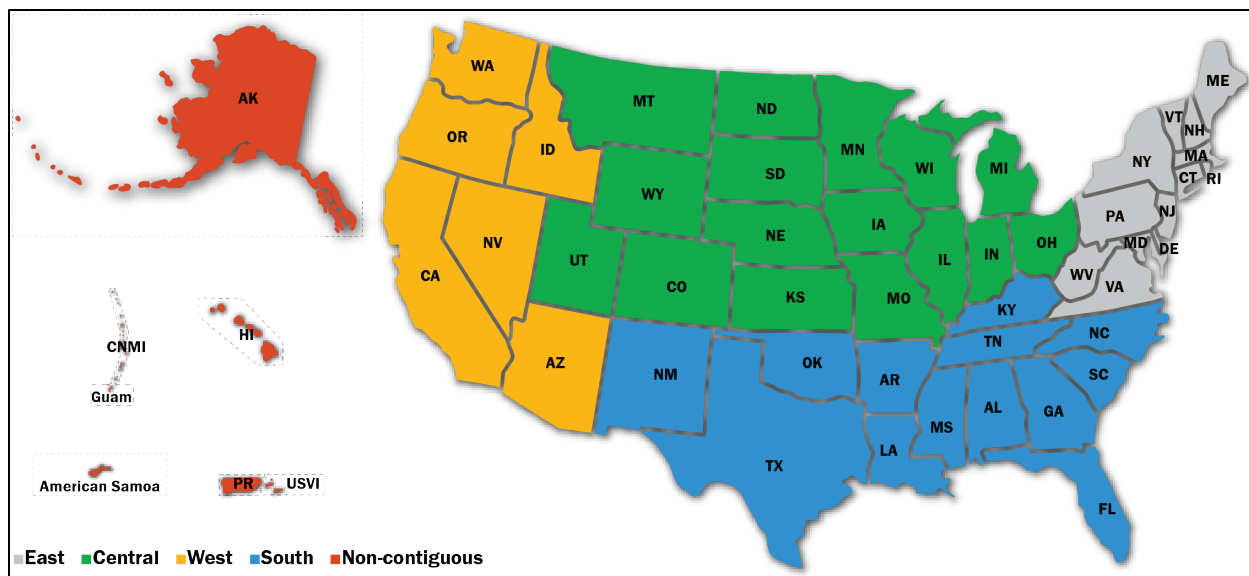 AK
WA
OR
ID
CA
NV
AZ
MT
ND
MN
WI
MI
WY
SD
NE
IA
UT
CO
KS
MO
IL
IN
OH
ME
VT
NH
NY
MA
CT
RI
PA
NJ
MD
DE
WV
VA
KY
TN
NC
SC
NM
OK
AR
TX
LA
MS
AL
GA
FL
CNMI
HI
Guam
American Samoa
PR
USVI
East Central West South Non-contiguous